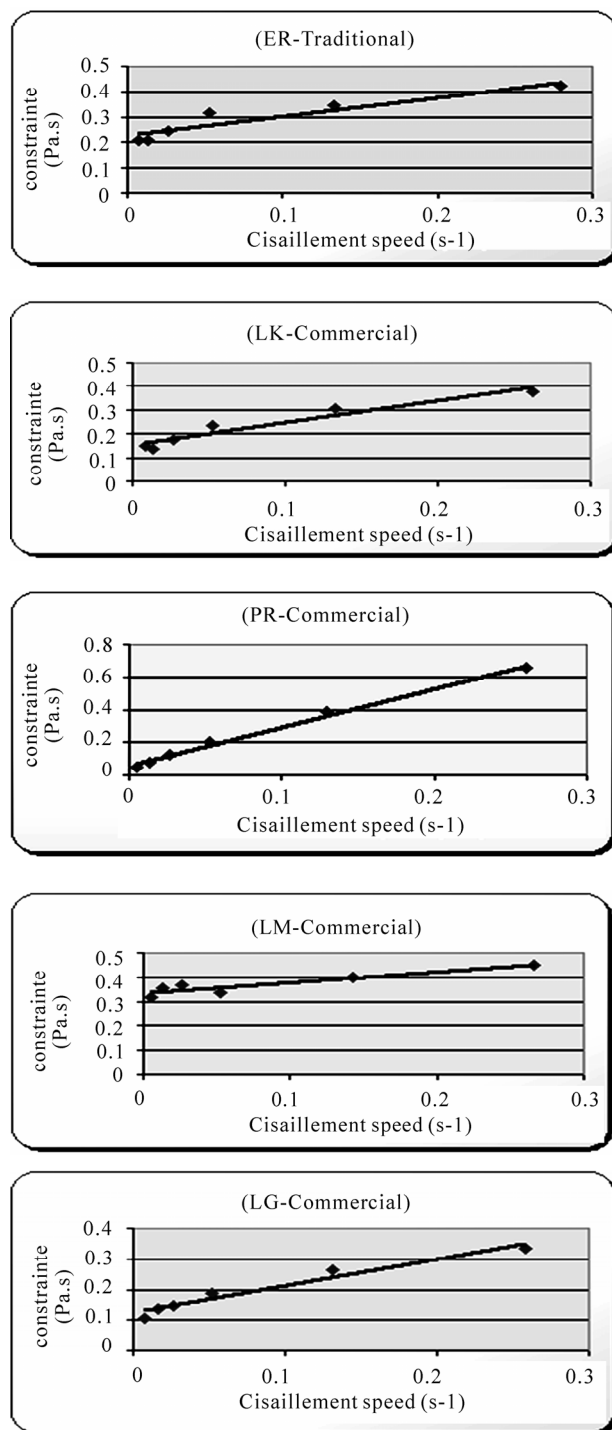 (ER-Traditional)
constrainte
(Pa.s)
0.5
0.4
0.3
0.2
0.1
0
0 0.1 0.2 0.3
Cisaillement speed (s-1)
(LK-Commercial)
constrainte
(Pa.s)
0.5
0.4
0.3
0.2
0.1
0
0 0.1 0.2 0.3
Cisaillement speed (s-1)
(PR-Commercial)
constrainte
(Pa.s)
0.8
0.6
0.4
0.2
0
0 0.1 0.2 0.3
Cisaillement speed (s-1)
(LM-Commercial)
constrainte
(Pa.s)
0.5
0.4
0.3
0.2
0.1
0
0 0.1 0.2 0.3
Cisaillement speed (s-1)
(LG-Commercial)
constrainte
(Pa.s)
0.4
0.3
0.2
0.1
0
0 0.1 0.2 0.3
Cisaillement speed (s-1)